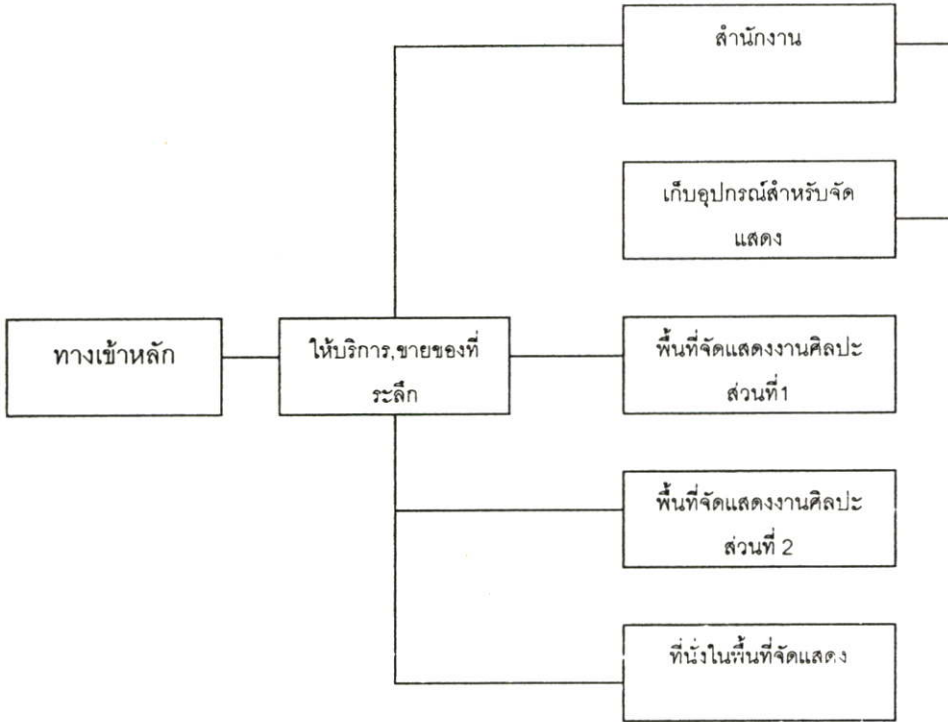 สำนักงาน
เก็บอุปกรณ์สำหรับจัด
แสดง
ทางเข้าหลัก
ให้บริการ,ขายของที่
ระลึก
พื้นที่จัดแสดงงานศิลปะ
ส่วนที่1
พื้นที่จัดแสดงงานศิลปะ
ส่วนที่ 2
ที่นั่งในพื้นที่จัดแสดง